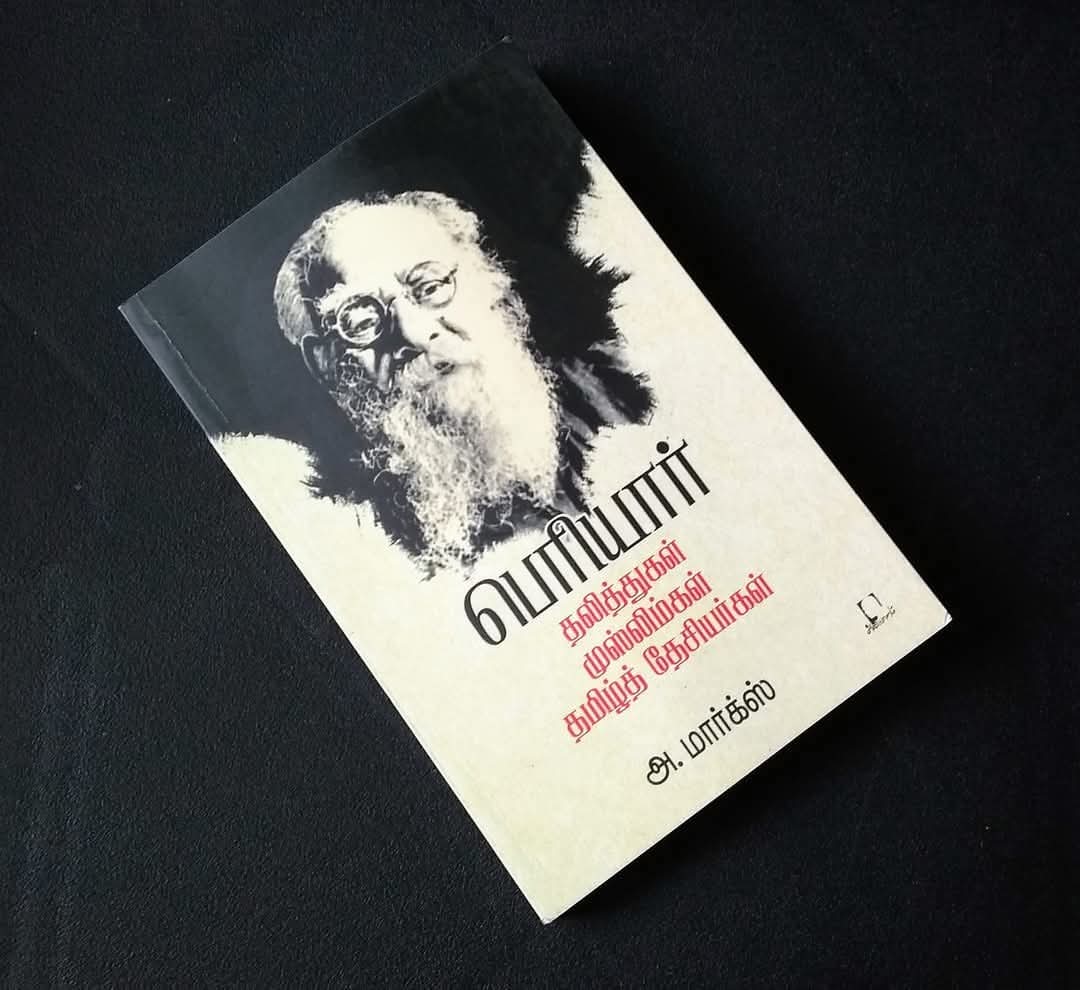 பெரியார்
தலித்துகள்
முஸ்லிம்கள்
தமிழ்த் தேசியர்கள்
அ. மார்க்ஸ்